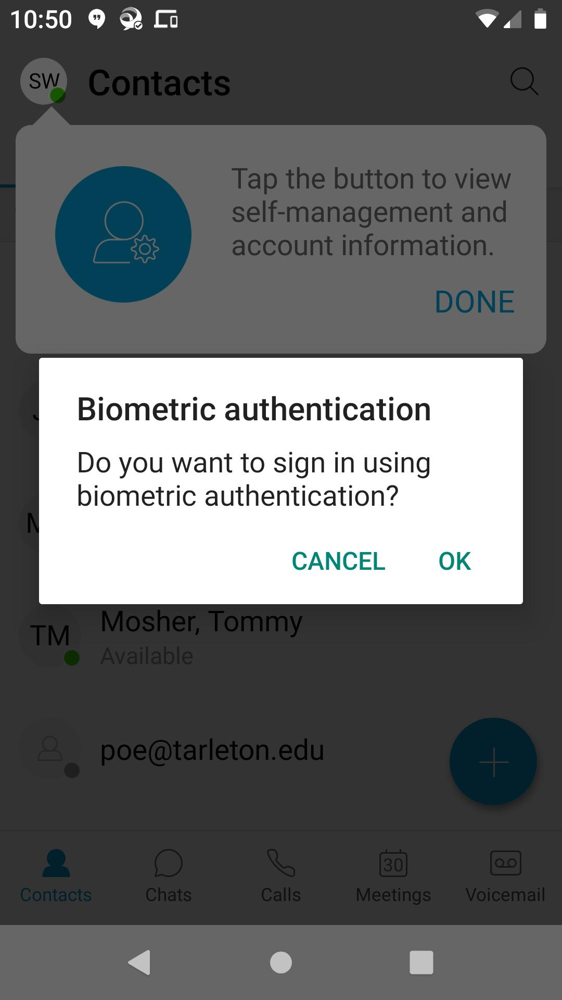 10:50
SW
Contacts
Tap the button to view
self-management and
account information.
DONE
Biometric authentication
Do you want to sign in using
biometric authentication?
CANCEL
OK
TM
Mosher, Tommy
Available
poe@tarleton.edu
30
Contacts
Chats
Calls
Meetings
Voicemail